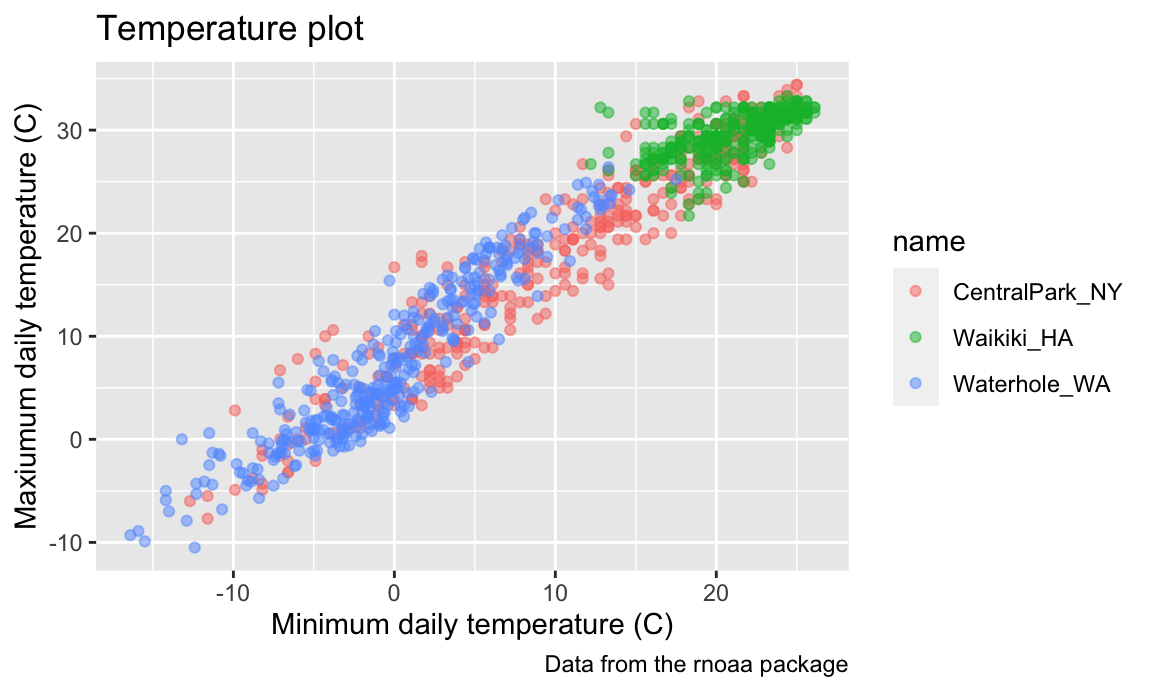 Temperature plot
Maxiumum daily temperature (C)
30
20
10
0
-10
-10
0
10
20
Minimum daily temperature (C)
Data from the rnoaa package
name
CentralPark_NY
Waikiki_HA
Waterhole_WA